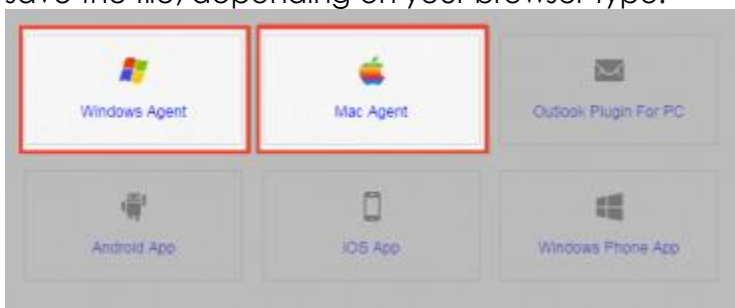 save the file, depending on your browser type.
Windows Agent
Mac Agent
Outlook Plugin For PC
Android App
iOS App
Windows Phone App